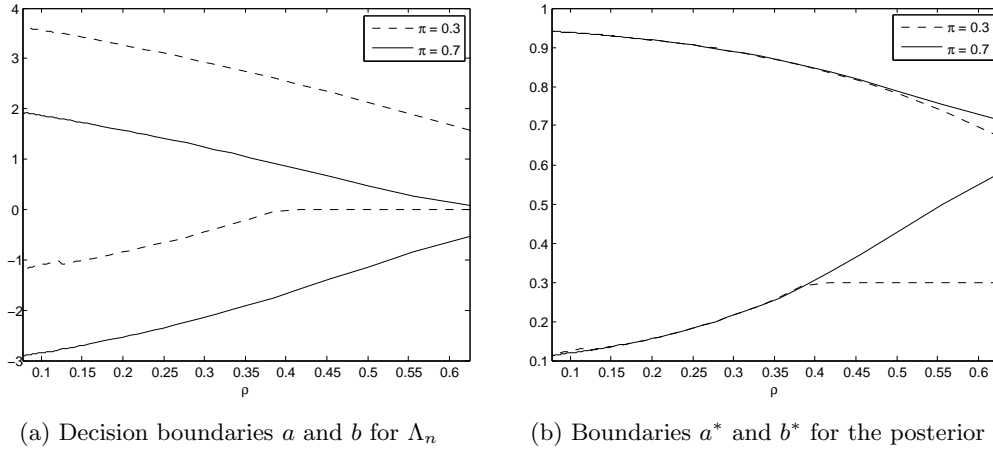 4
3
2
1
0
−1
−2
−3
0.1 0.15 0.2 0.25 0.3 0.35 0.4 0.45 0.5 0.55 0.6
ρ
π = 0.3
π = 0.7
(a) Decision boundaries a and b for Λn
1
0.9
0.8
0.7
0.6
0.5
0.4
0.3
0.2
0.1
0.1 0.15 0.2 0.25 0.3 0.35 0.4 0.45 0.5 0.55 0.6
ρ
π = 0.3
π = 0.7
(b) Boundaries a* and b* for the posterior